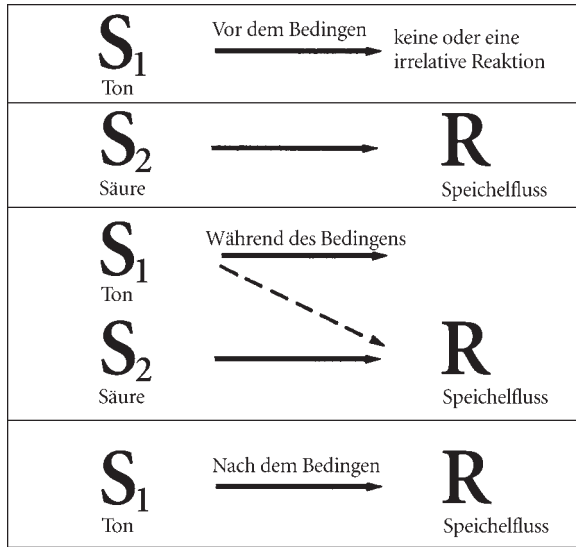 S1 Vor dem Bedingen keine oder eine
irrelative Reaktion
Ton
S2 R
Säure Speichelfluss
S1 Während des Bedingens
Ton
S2 R
Säure Speichelfluss
S1 Nach dem Bedingen R
Ton Speichelfluss